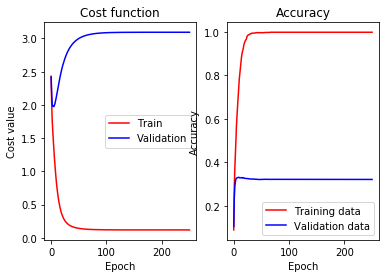 Cost function
3.0
2.5
2.0
1.5
1.0
0.5
0.0
Cost value
Train
Validation
0
100
200
Epoch
Accuracy
1.0
0.8
0.6
0.4
0.2
Accuracy
Training data
Validation data
0
100
200
Epoch